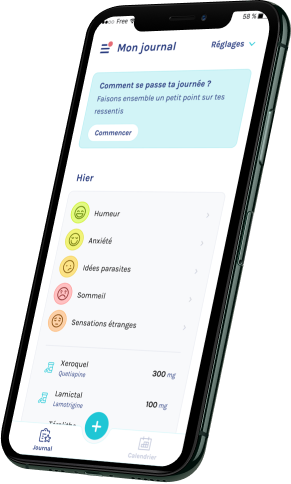 Free 58 %
Mon journal Réglages
Comment se passe ta journée ?
Faisons ensemble un petit point sur tes
ressentis
Commencer
Hier
Humeur
Anxiété
Idées parasites
Sommeil
Sensations étranges
Xeroquel 300 mg
Quetiapine
Lamictal 100 mg
Lamotrigine
+
Journal Calendrier